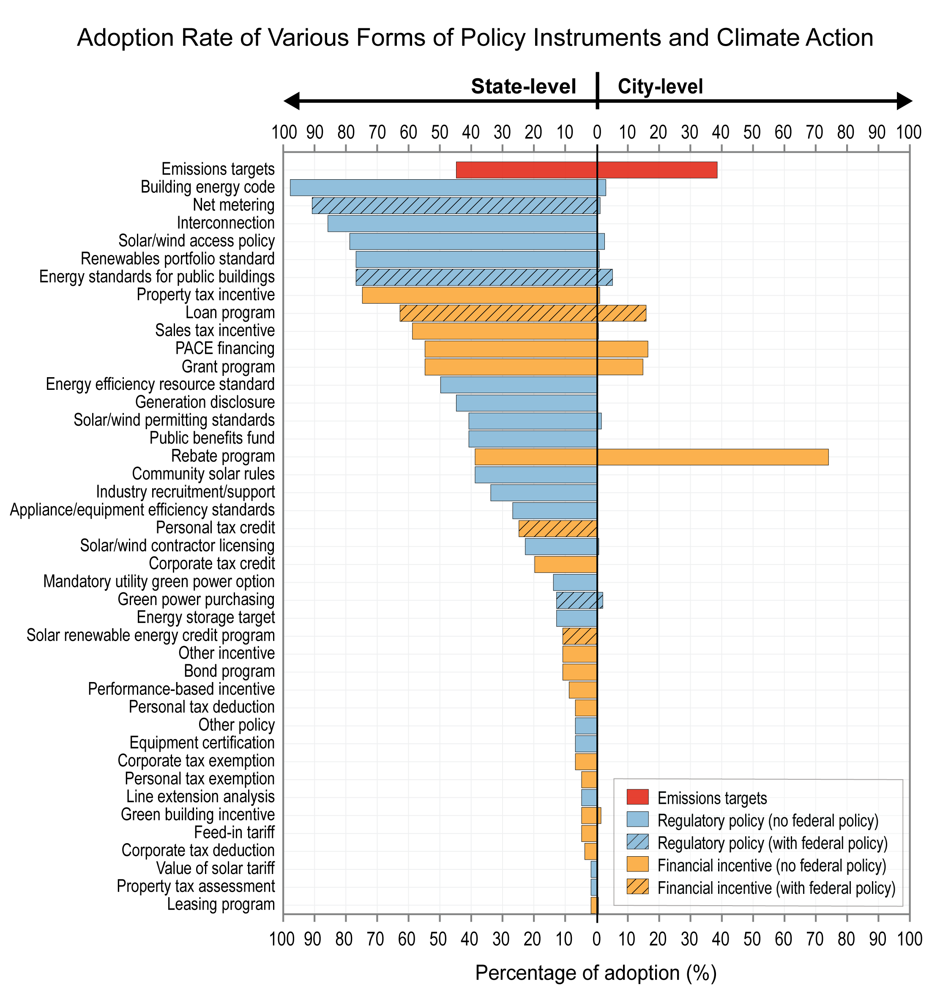 Adoption Rate of Various Forms of Policy Instruments and Climate Action
State-level City-level
100 90 80 70 60 50 40 30 20 10 0 10 20 30 40 50 60 70 80 90 100
Emissions targets
Building energy code
Net metering
Interconnection
Solar/wind access policy
Renewables portfolio standard
Energy standards for public buildings
Property tax incentive
Loan program
Sales tax incentive
PACE financing
Grant program
Energy efficiency resource standard
Generation disclosure
Solar/wind permitting standards
Public benefits fund
Rebate program
Community solar rules
Industry recruitment/support
Appliance/equipment efficiency standards
Personal tax credit
Solar/wind contractor licensing
Corporate tax credit
Mandatory utility green power option
Green power purchasing
Energy storage target
Solar renewable energy credit program
Other incentive
Bond program
Performance-based incentive
Personal tax deduction
Other policy
Equipment certification
Corporate tax exemption
Personal tax exemption
Line extension analysis
Green building incentive
Feed-in tariff
Corporate tax deduction
Value of solar tariff
Property tax assessment
Leasing program
Emissions targets
Regulatory policy (no federal policy)
Regulatory policy (with federal policy)
Financial incentive (no federal policy)
Financial incentive (with federal policy)
100 90 80 70 60 50 40 30 20 10 0 10 20 30 40 50 60 70 80 90 100
Percentage of adoption (%)